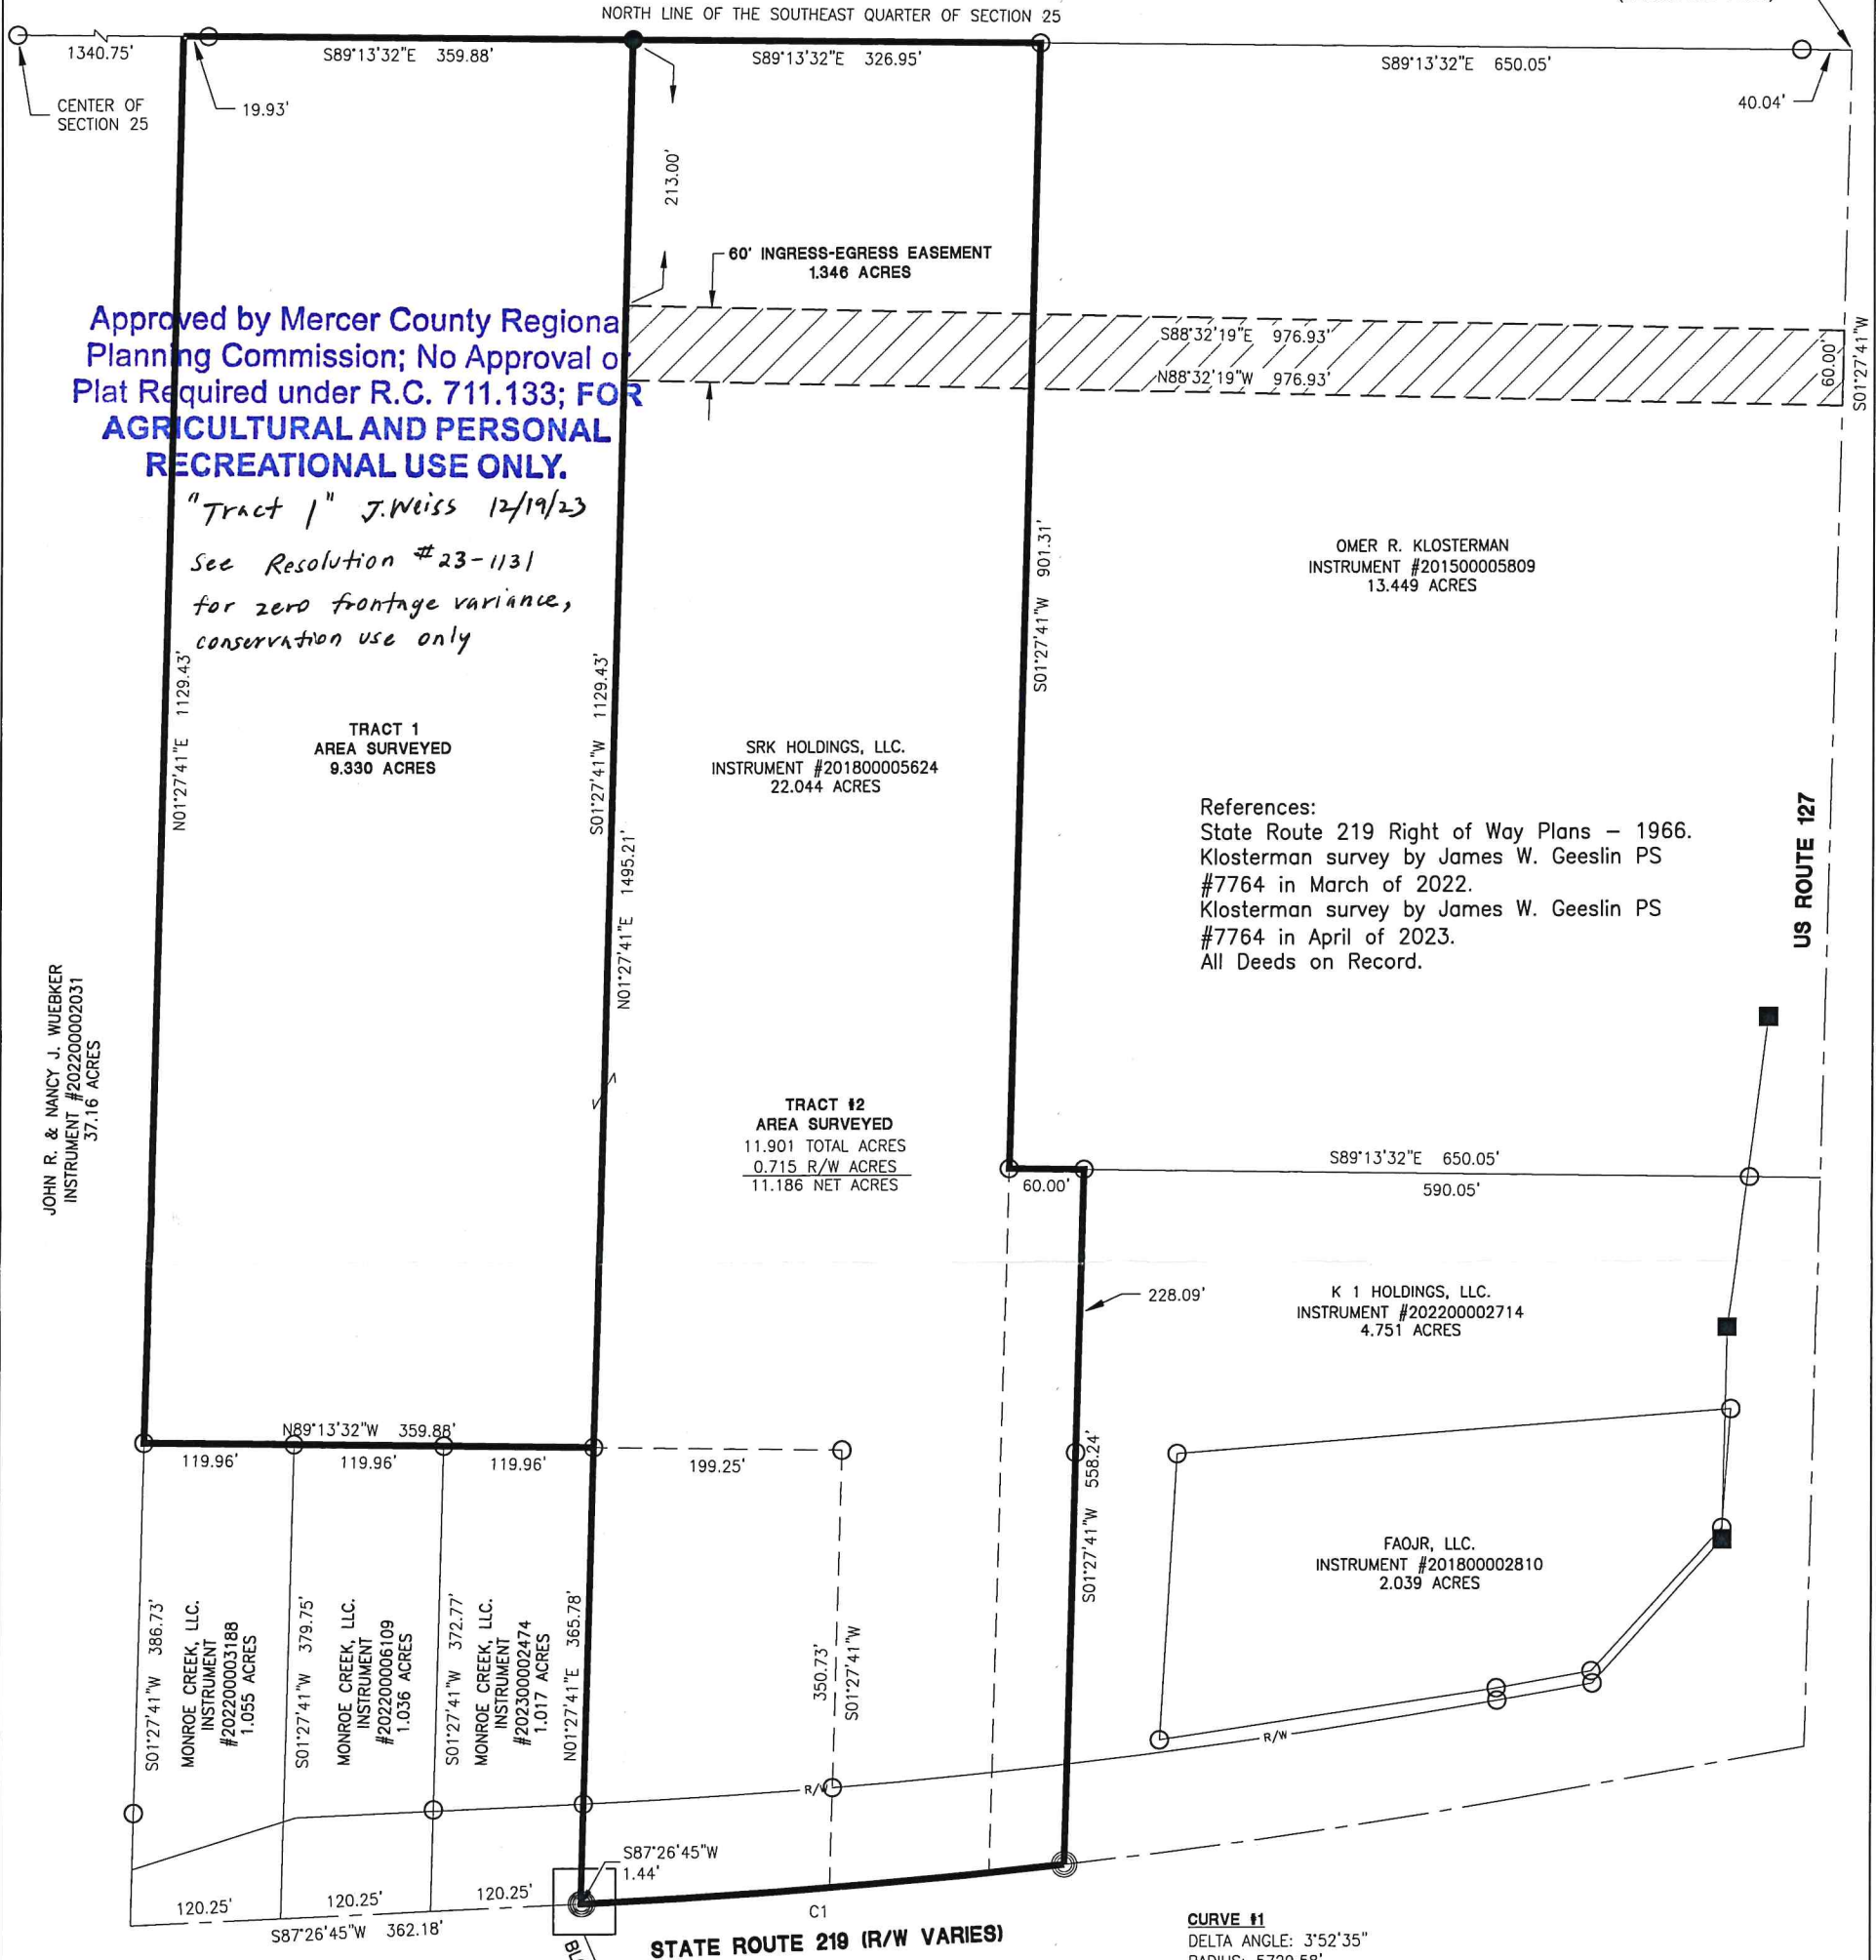 NORTH LINE OF THE SOUTHEAST QUARTER OF SECTION 25
1340.75'
S89°13'32"E 359.88'
S89°13'32"E 326.95'
S89°13'32"E 650.05'
CENTER OF
SECTION 25
19.93'
40.04'
213.00'
60' INGRESS-EGRESS EASEMENT
1.346 ACRES
S88°32'19"E 976.93'
N88°32'19"W 976.93'
60.00'
S01°27'41"W
Approved by Mercer County Regiona
Planning Commission; No Approval or
Plat Required under R.C. 711.133; FOR
AGRICULTURAL AND PERSONAL
RECREATIONAL USE ONLY.
"Tract 1" J.Weiss 12/19/23
See Resolution #23-1131
for zero frontage variance,
conservation use only
S01°27'41"W 901.31'
OMER R. KLOSTERMAN
INSTRUMENT #201500005809
13.449 ACRES
N01°27'41"E 1129.43'
TRACT 1
AREA SURVEYED
9.330 ACRES
S01°27'41"W 1129.43'
N01°27'41"E 1495.21'
SRK HOLDINGS, LLC.
INSTRUMENT #201800005624
22.044 ACRES
References:
State Route 219 Right of Way Plans – 1966.
Klosterman survey by James W. Geeslin PS
#7764 in March of 2022.
Klosterman survey by James W. Geeslin PS
#7764 in April of 2023.
All Deeds on Record.
US ROUTE 127
JOHN R. & NANCY J. WUEBKER
INSTRUMENT #202200002031
37.16 ACRES
TRACT #2
AREA SURVEYED
11.901 TOTAL ACRES
0.715 R/W ACRES
11.186 NET ACRES
60.00'
S89°13'32"E 650.05'
590.05'
228.09'
K 1 HOLDINGS, LLC.
INSTRUMENT #202200002714
4.751 ACRES
N89°13'32"W 359.88'
119.96'
119.96'
119.96'
199.25'
S01°27'41"W 558.24'
FAOJR, LLC.
INSTRUMENT #201800002810
2.039 ACRES
S01°27'41"W 386.73'
MONROE CREEK, LLC.
INSTRUMENT
#202200003188
1.055 ACRES
S01°27'41"W 379.75'
MONROE CREEK, LLC.
INSTRUMENT
#202200006109
1.036 ACRES
S01°27'41"W 372.77'
MONROE CREEK, LLC.
INSTRUMENT
#202300002474
1.017 ACRES
N01°27'41"E 365.78'
350.73'
S01°27'41"W
R/W
R/W
S87°26'45"W
1.44'
120.25'
120.25'
120.25'
S87°26'45"W 362.18'
C1
STATE ROUTE 219 (R/W VARIES)
CURVE #1
DELTA ANGLE: 3°52'35"
RADIUS: 5729.58'